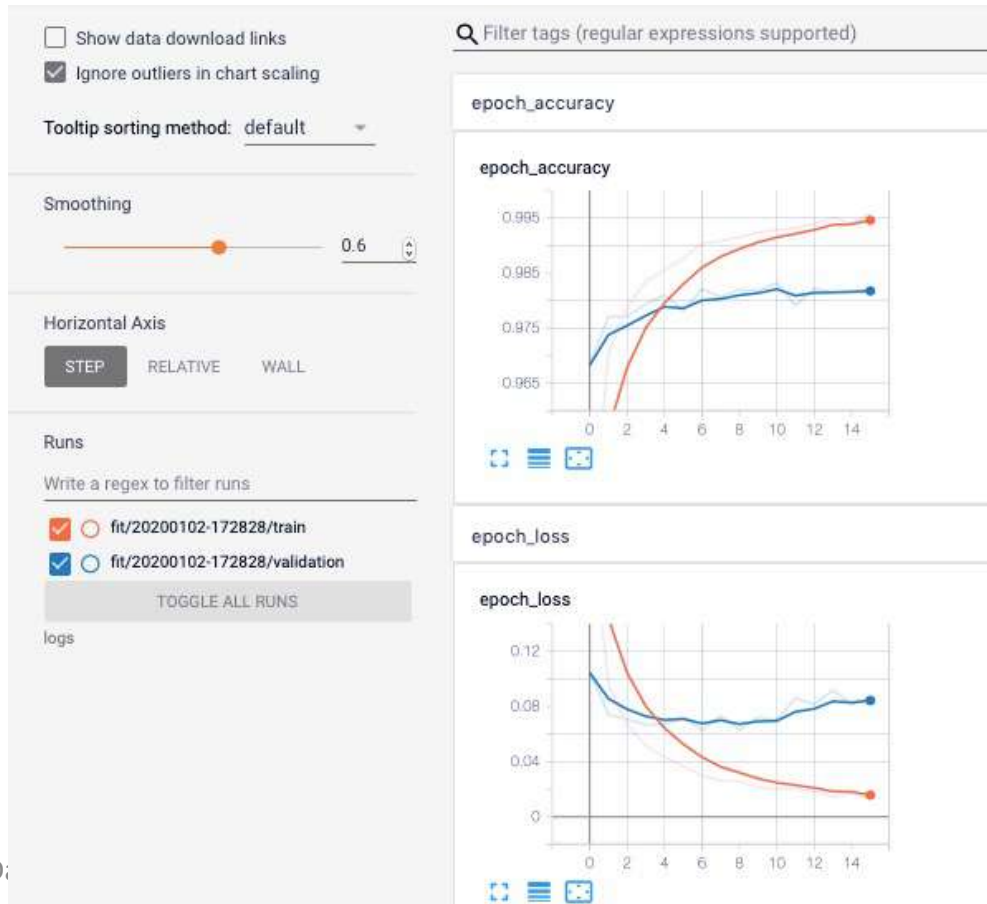 Show data download links
Ignore outliers in chart scaling
Tooltip sorting method: default
Smoothing
0.6
Horizontal Axis
STEP RELATIVE WALL
Runs
Write a regex to filter runs
fit/20200102-172828/train
fit/20200102-172828/validation
TOGGLE ALL RUNS
logs
Filter tags (regular expressions supported)
epoch_accuracy
epoch_accuracy
0.995
0.985
0.975
0.965
0 2 4 6 8 10 12 14
epoch_loss
epoch_loss
0.12
0.08
0.04
0
0 2 4 6 8 10 12 14